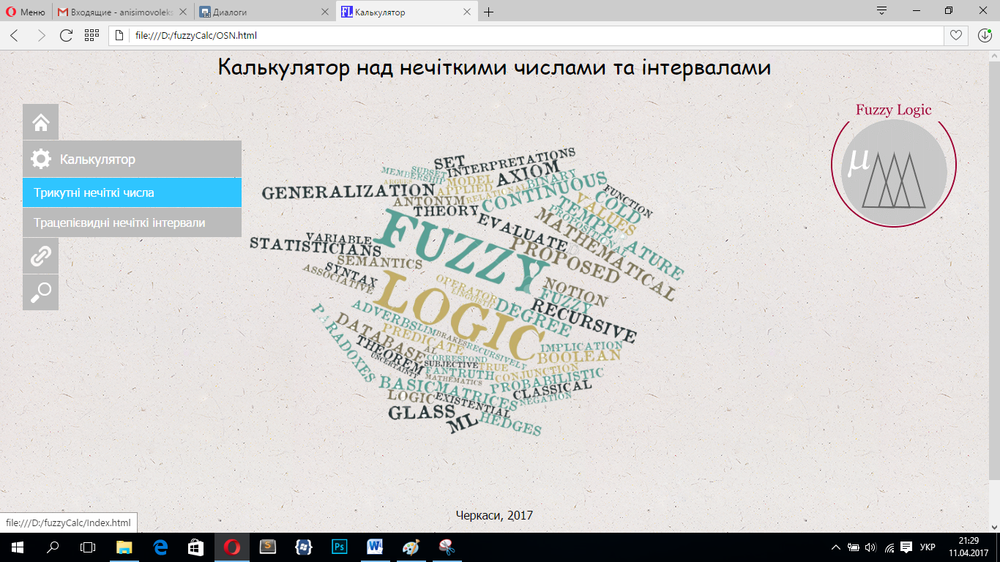 Меню
Входящие - anisimovoleks
Диалоги
Калькулятор
file:///D:/fuzzyCalc/OSN.html
Калькулятор над нечіткими числами та інтервалами
Fuzzy Logic
μ
Калькулятор
Трикутні нечіткі числа
Трацепієвидні нечіткі інтервали
SET
INTERPRETATIONS
SUBSET
MEMBERSHIP
ARGUES
MODEL
AXIOM
BINARY
GENERALIZATION
APPLIED
RELATIONAL
CONTINUOUS
FUNCTION
ANTONYM
THEORY
VALUES
COLD
TEMPERATURE
PROPOSITIONAL
FUZZY
EVALUATE
MATHEMATICAL
PROPOSED
VARIABLE
STATISTICIANS
SEMANTICS
SYNTAX
ASSOCIATIVE
LOGIC
OPERATOR
LINGUISTIC
NOTION
FUZZY
DEGREE
RECURSIVE
PARADOXES
ADVERBS
LIM
BRAKES
RECURSIVELY
DATABASE
PREDICATE
AL
IMPLICATION
BOOLEAN
THEOREM
UNCERTAINTY
CORRESPOND
SUBJECTIVE
TRUE
FAN
TRUTH
CONJUNCTION
MATHEMATICS
BASIC
MATRICES
PROBABILISTIC
CLASSICAL
NEGATION
LOGIC
EXISTENTIAL
GLASS
ML
HEDGES
Черкаси, 2017
file:///D:/fuzzyCalc/Index.html
УКР
21:29
11.04.2017